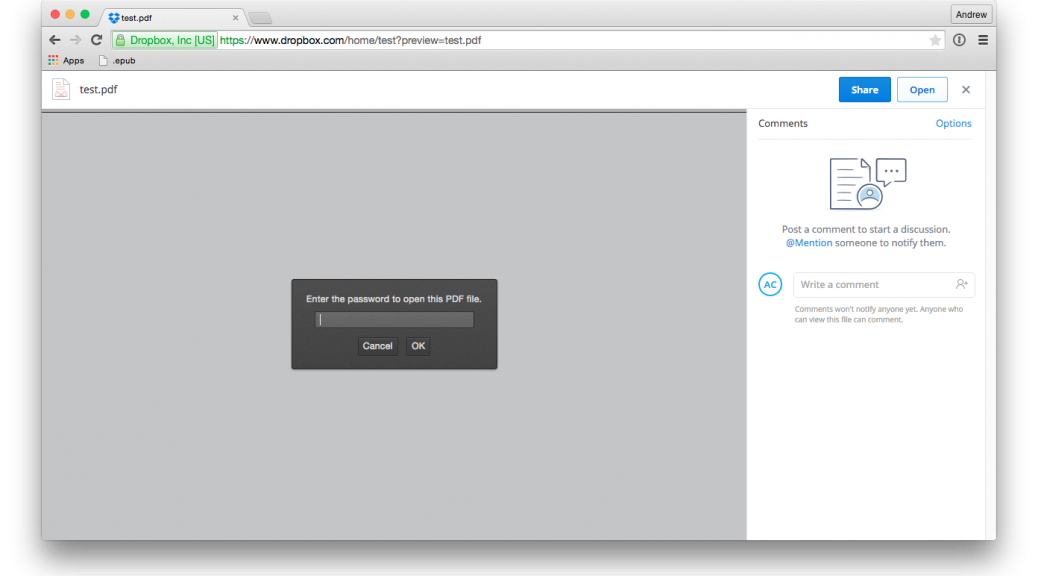 test.pdf
Andrew
Dropbox, Inc [US] https://www.dropbox.com/home/test?preview=test.pdf
Apps .epub
test.pdf
Share
Open
Comments
Options
Post a comment to start a discussion.
@Mention someone to notify them.
Enter the password to open this PDF file.
Cancel OK
AC
Write a comment
Comments won't notify anyone yet. Anyone who
can view this file can comment.